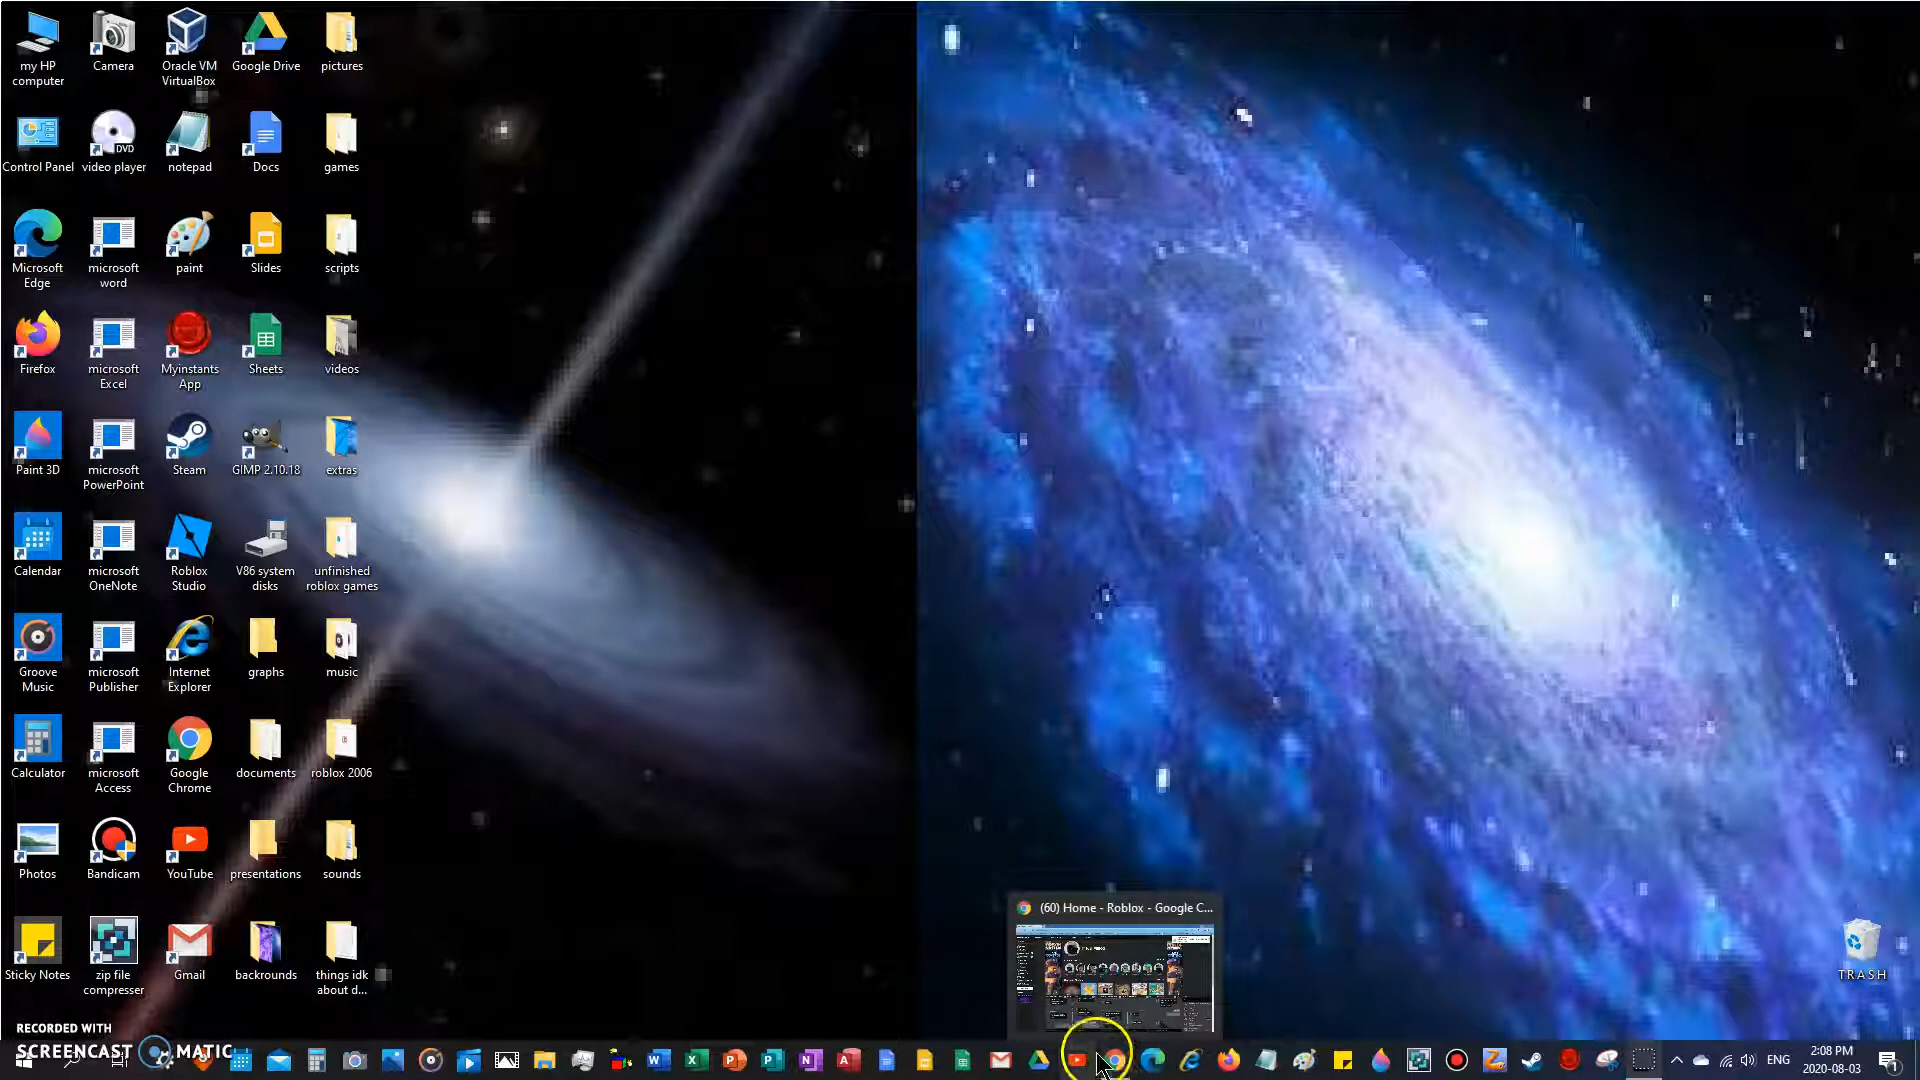 my HP
computer
Camera
Oracle VM
VirtualBox
Google Drive
pictures
Control Panel
DVD
video player
notepad
Docs
games
Microsoft
Edge
microsoft
word
paint
Slides
scripts
Firefox
microsoft
Excel
Myinstants
App
Sheets
videos
Paint 3D
microsoft
PowerPoint
Steam
GIMP 2.10.18
extras
Calendar
microsoft
OneNote
Roblox
Studio
V86 system
disks
unfinished
roblox games
Groove
Music
microsoft
Publisher
Internet
Explorer
graphs
music
Calculator
microsoft
Access
Google
Chrome
documents
roblox 2006
Photos
Bandicam
YouTube
presentations
sounds
Sticky Notes
zip file
compresser
Gmail
backrounds
things idk
about d...
(60) Home - Roblox - Google C...
TRASH
RECORDED WITH
SCREENCAST MATIC
ENG
2:08 PM
2020-08-03
1